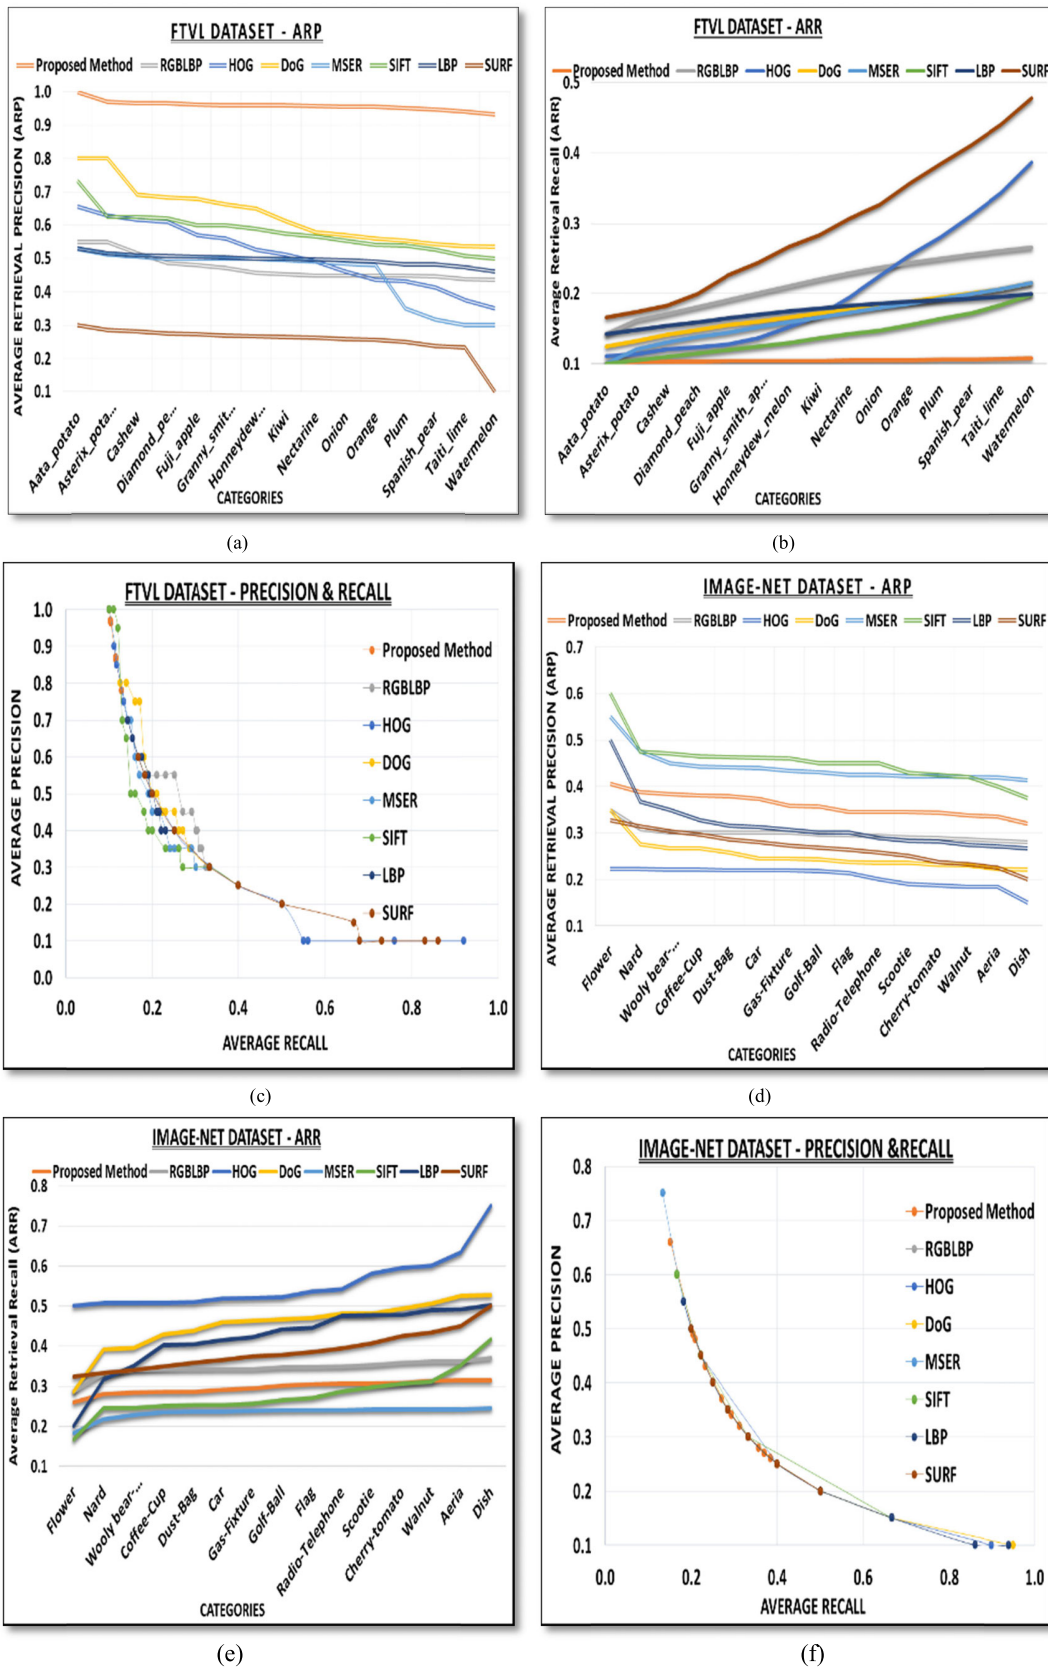 FTVL DATASET - ARP
Proposed Method RGBLBP HOG DoG MSER SIFT LBP SURF
AVERAGE RETRIEVAL PRECISION (ARP)
1.0
0.9
0.8
0.7
0.6
0.5
0.4
0.3
0.2
0.1
Aata_potato Asterix_pota... Cashew Diamond_pe... Fuji_apple Granny_smit... Honneydew_... Kiwi Nectarine Onion Orange Plum Spanish_pear Taiti_lime Watermelon
CATEGORIES
(a)
FTVL DATASET - ARR
Proposed Method RGBLBP HOG DoG MSER SIFT LBP SURF
Average Retrieval Recall (ARR)
0.5
0.4
0.3
0.2
0.1
Aata_potato Asterix_potato Cashew Diamond_peach Fuji_apple Granny_smith_ap... Honneydew_melon Kiwi Nectarine Onion Orange Plum Spanish_pear Taiti_lime Watermelon
CATEGORIES
(b)
FTVL DATASET - PRECISION & RECALL
AVERAGE PRECISION
1.0
0.9
0.8
0.7
0.6
0.5
0.4
0.3
0.2
0.1
0.0
Proposed Method
RGBLBP
HOG
DOG
MSER
SIFT
LBP
SURF
0.0 0.2 0.4 0.6 0.8 1.0
AVERAGE RECALL
(c)
IMAGE-NET DATASET - ARP
Proposed Method RGBLBP HOG DoG MSER SIFT LBP SURF
AVERAGE RETRIEVAL PRECISION (ARP)
0.7
0.6
0.5
0.4
0.3
0.2
0.1
Flower Nard Wooly bear-... Coffee-Cup Dust-Bag Car Gas-Fixture Golf-Ball Flag Radio-Telephone Scootie Cherry-tomato Walnut Aeria Dish
CATEGORIES
(d)
IMAGE-NET DATASET - ARR
Proposed Method RGBLBP HOG DoG MSER SIFT LBP SURF
Average Retrieval Recall (ARR)
0.8
0.7
0.6
0.5
0.4
0.3
0.2
0.1
Flower Nard Wooly bear-... Coffee-Cup Dust-Bag Car Gas-Fixture Golf-Ball Flag Radio-Telephone Scootie Cherry-tomato Walnut Aeria Dish
CATEGORIES
(e)
IMAGE-NET DATASET - PRECISION &RECALL
AVERAGE PRECISION
0.8
0.7
0.6
0.5
0.4
0.3
0.2
0.1
Proposed Method
RGBLBP
HOG
DoG
MSER
SIFT
LBP
SURF
0.0 0.2 0.4 0.6 0.8 1.0
AVERAGE RECALL
(f)